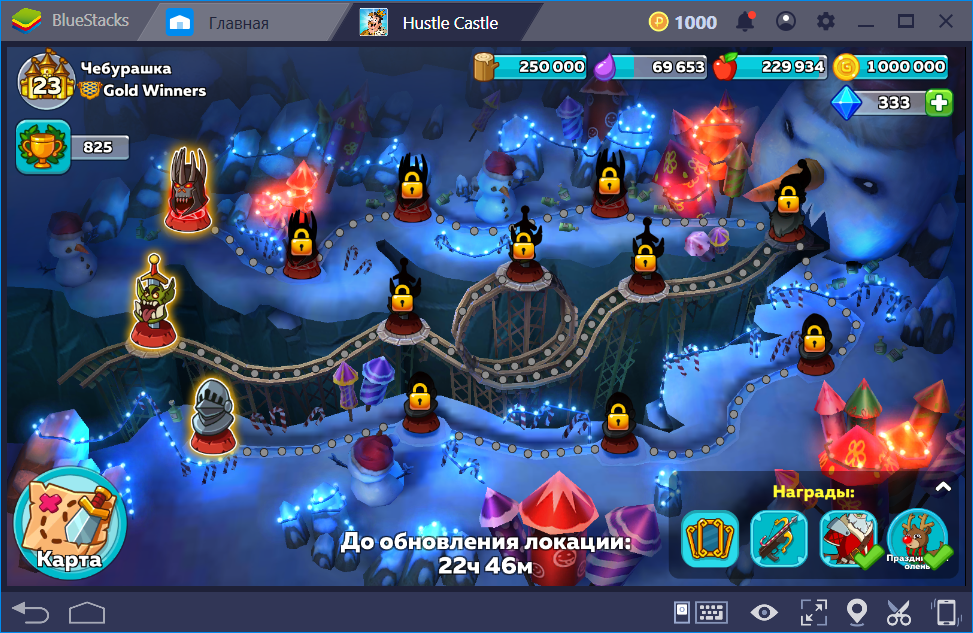 BlueStacks Главная Hustle Castle 1000
23 Чебурашка 250 000 69 653 229 934 1 000 000
Gold Winners 333
825
Награды:
До обновления локации:
22ч 46м
Карта
олень